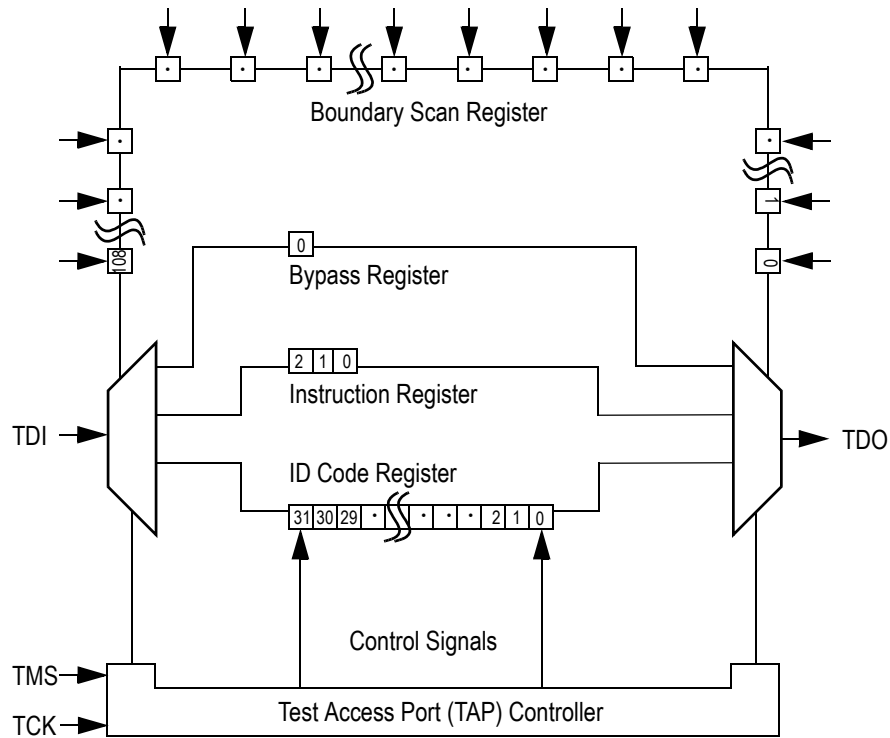 Boundary Scan Register
108
1
0
0
Bypass Register
2 1 0
Instruction Register
TDI
TDO
ID Code Register
31 30 29 · · · · 2 1 0
Control Signals
TMS
Test Access Port (TAP) Controller
TCK